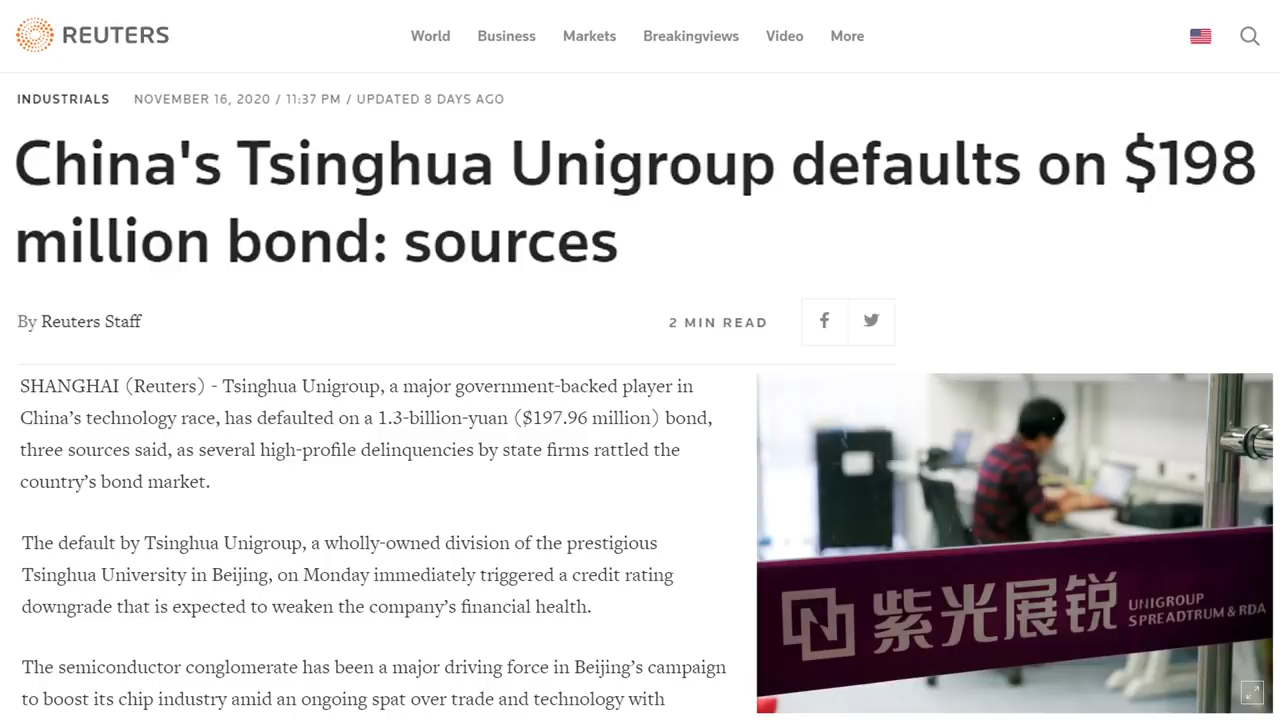 REUTERS
World Business Markets Breakingviews Video More
INDUSTRIALS NOVEMBER 16, 2020 / 11:37 PM / UPDATED 8 DAYS AGO
China's Tsinghua Unigroup defaults on $198
million bond: sources
By Reuters Staff
2 MIN READ
SHANGHAI (Reuters) - Tsinghua Unigroup, a major government-backed player in
China’s technology race, has defaulted on a 1.3-billion-yuan ($197.96 million) bond,
three sources said, as several high-profile delinquencies by state firms rattled the
country’s bond market.
The default by Tsinghua Unigroup, a wholly-owned division of the prestigious
Tsinghua University in Beijing, on Monday immediately triggered a credit rating
downgrade that is expected to weaken the company’s financial health.
The semiconductor conglomerate has been a major driving force in Beijing’s campaign
to boost its chip industry amid an ongoing spat over trade and technology with
紫光展锐
UNIGROUP
SPREADTRUM & RDA